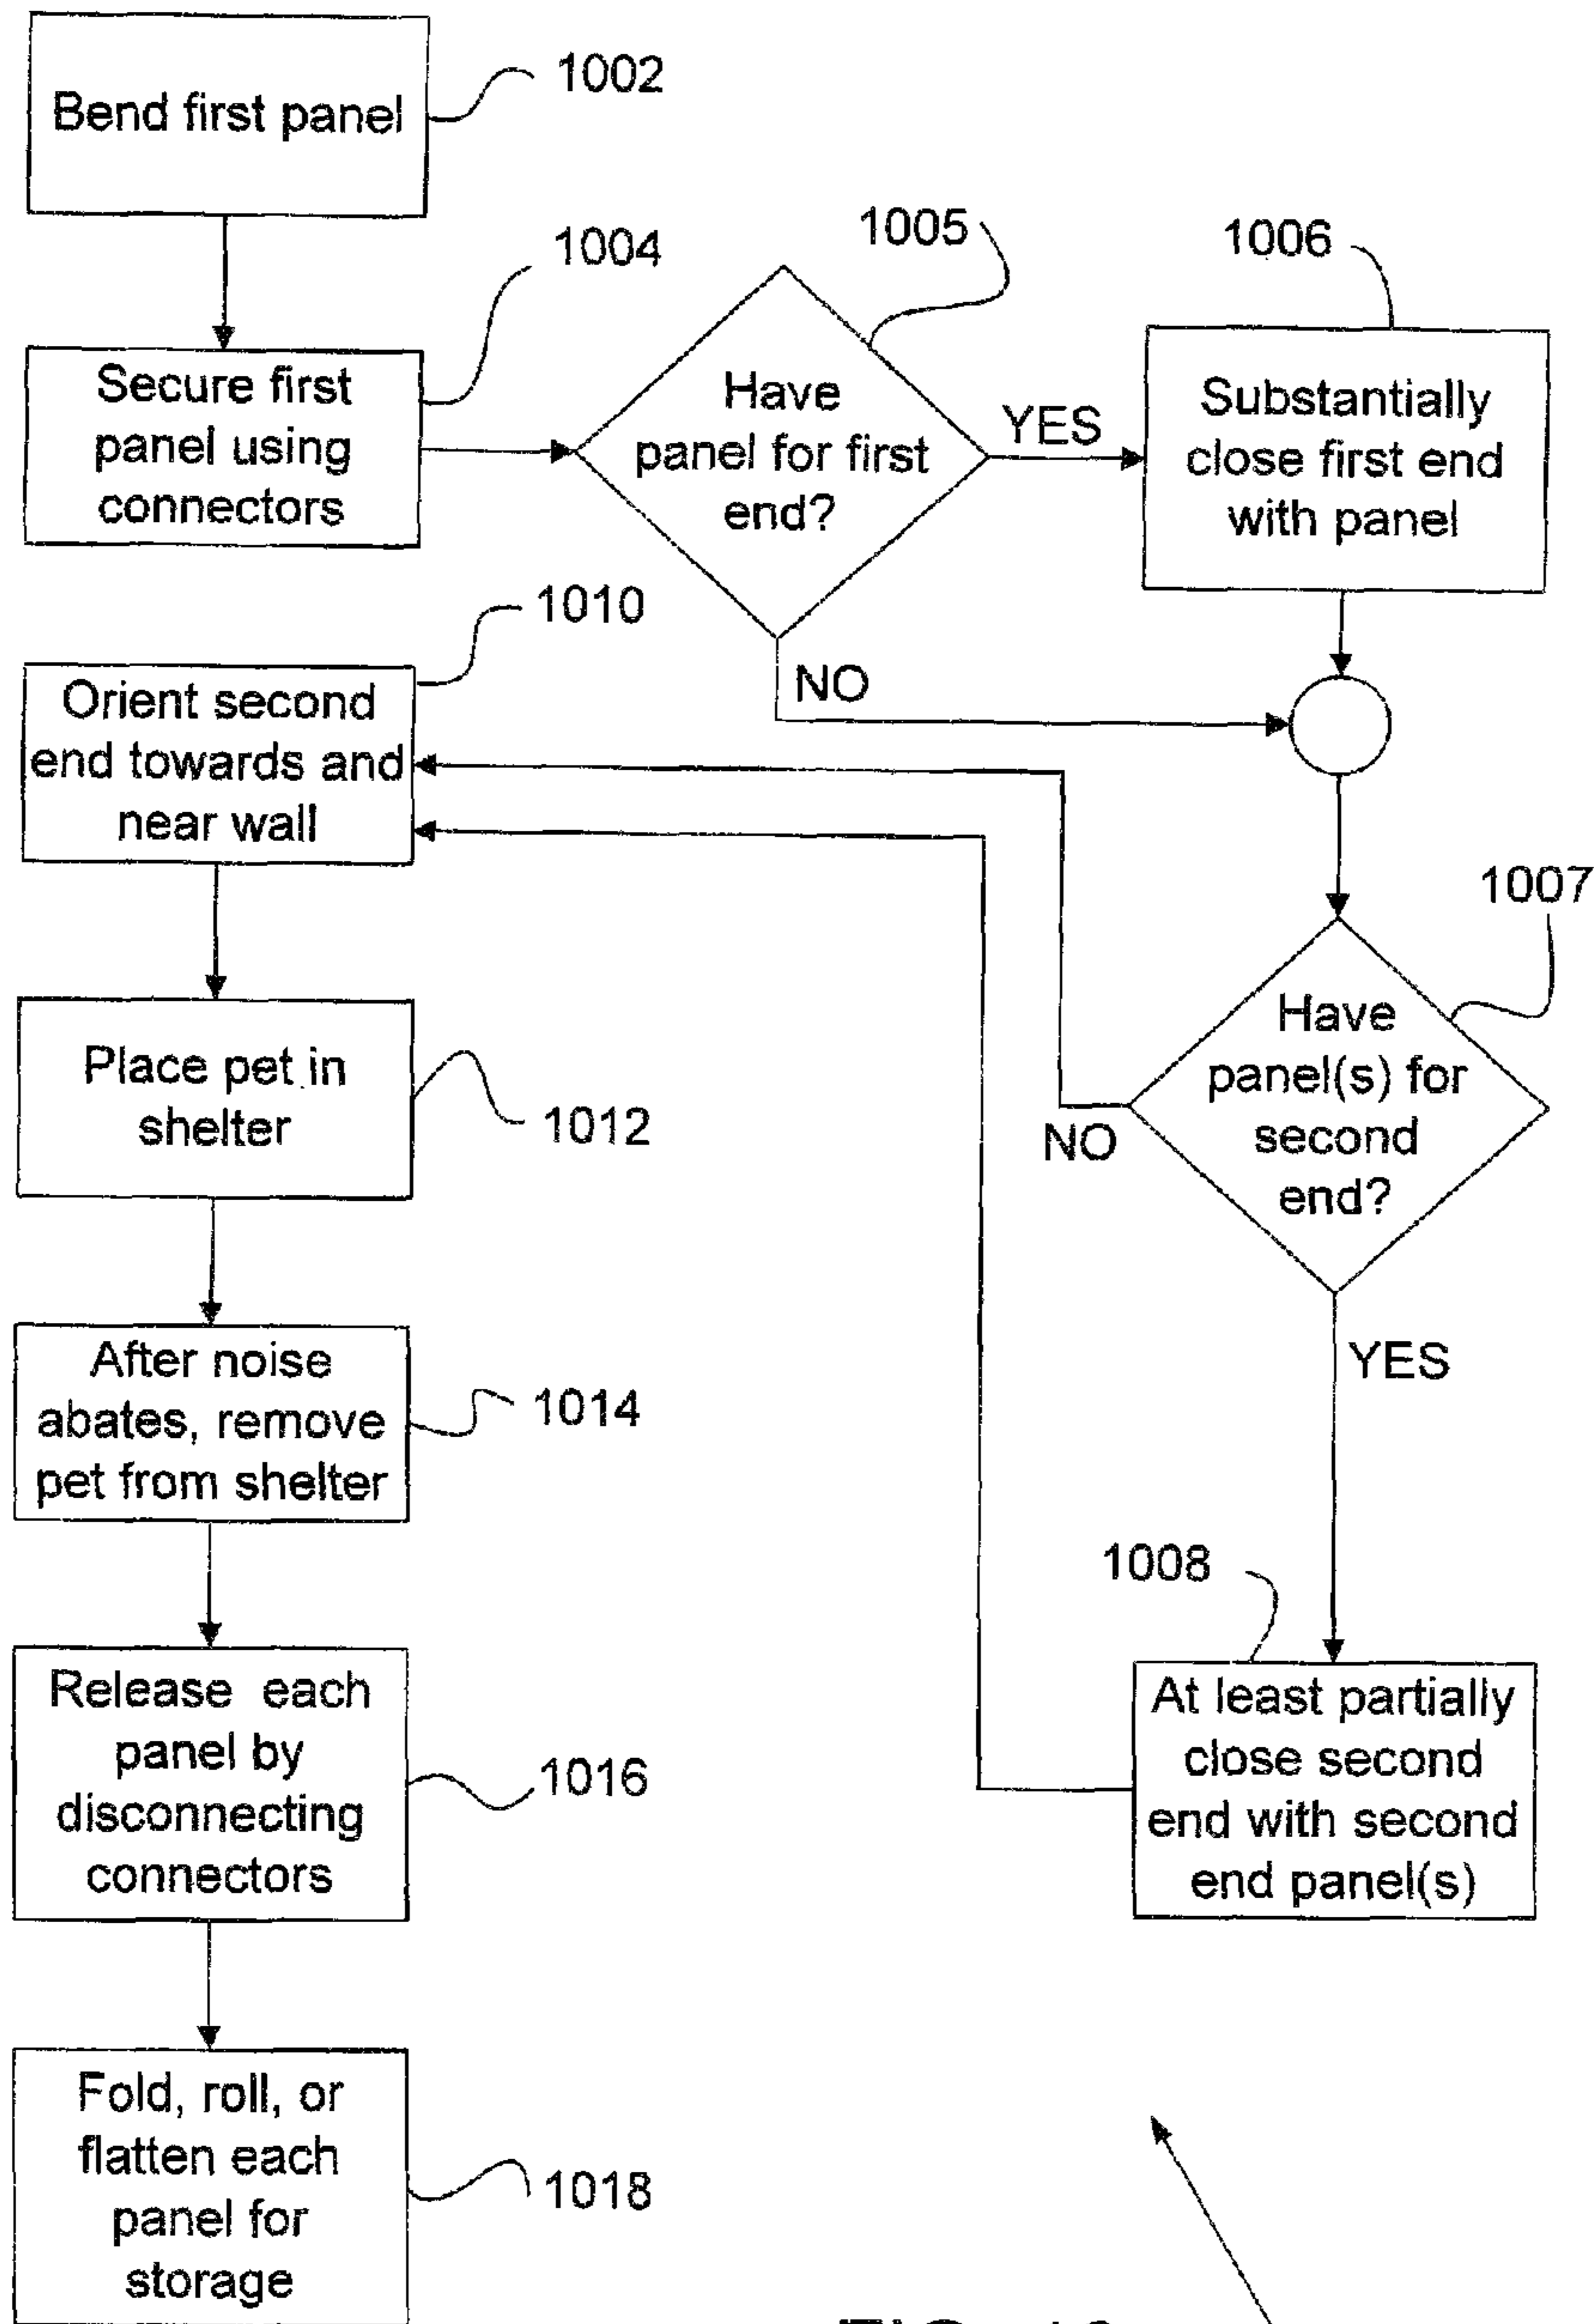 Bend first panel
1002
Secure first
panel using
connectors
1004
Have
panel for first
end?
1005
YES
NO
Substantially
close first end
with panel
1006
Have
panel(s) for
second
end?
1007
NO
YES
At least partially
close second
end with second
end panel(s)
1008
Orient second
end towards and
near wall
1010
Place pet in
shelter
1012
After noise
abates, remove
pet from shelter
1014
Release each
panel by
disconnecting
connectors
1016
Fold, roll, or
flatten each
panel for
storage
1018